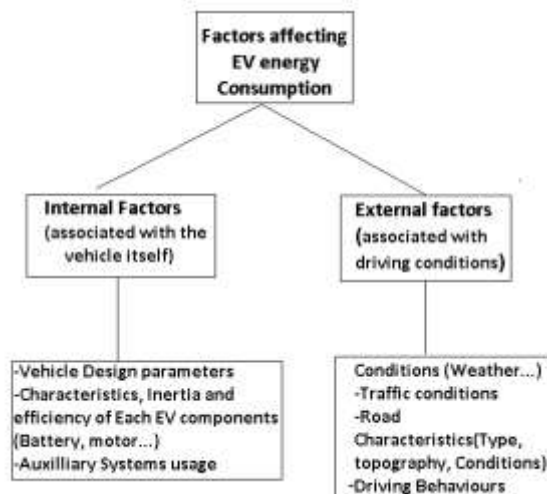 Factors affecting
EV energy
Consumption
Internal Factors
(associated with the
vehicle itself)
External factors
(associated with
driving conditions)
-Vehicle Design parameters
-Characteristics, Inertia and
efficiency of Each EV components
(Battery, motor...)
-Auxilliary Systems usage
Conditions (Weather...)
-Traffic conditions
-Road
Characteristics(Type,
topography, Conditions)
-Driving Behaviours